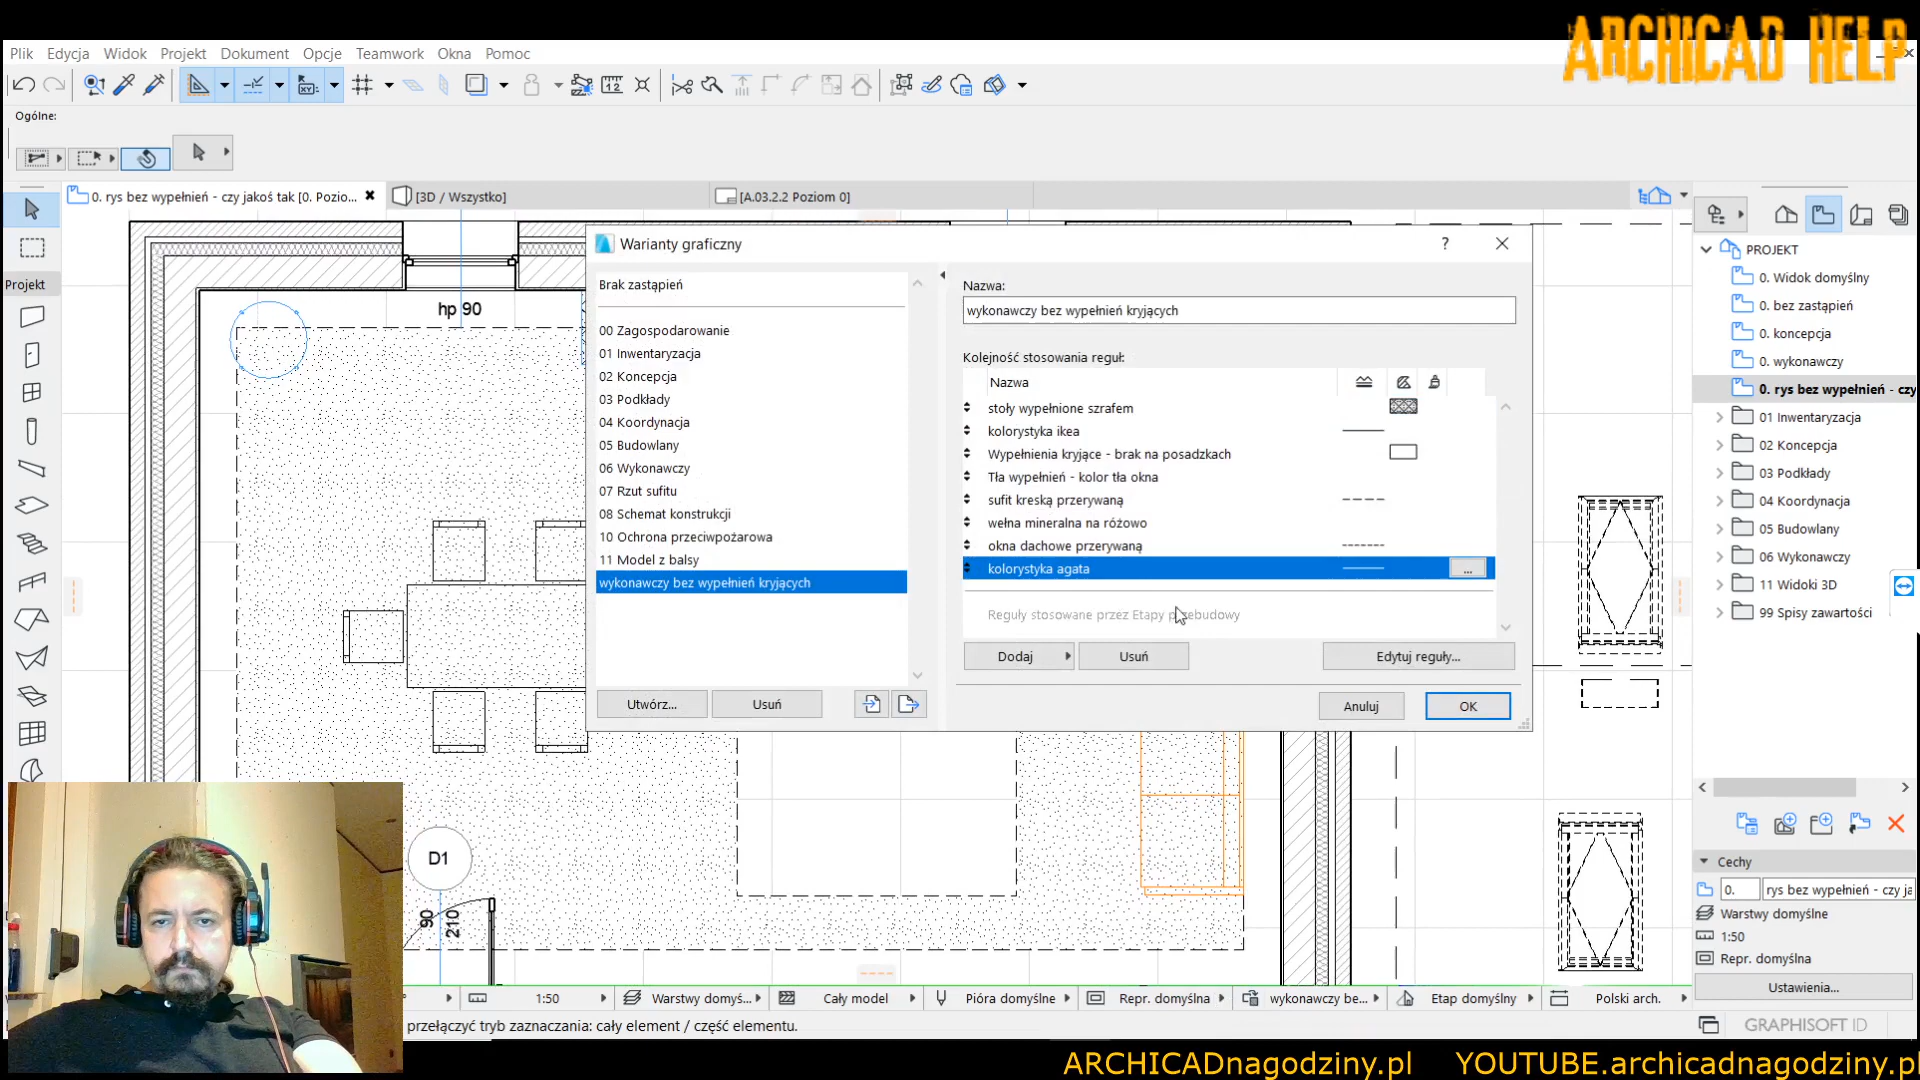 ARCHICAD HELP
Plik Edycja Widok Projekt Dokument Opcje Teamwork Okna Pomoc
Ogólne:
0. rys bez wypełnień - czy jakoś tak [0. Pozio...
[3D / Wszystko]
[A.03.2.2 Poziom 0]
Projekt
hp 90
D1
90
210
Warianty graficzny
?
Brak zastąpień
00 Zagospodarowanie
01 Inwentaryzacja
02 Koncepcja
03 Podkłady
04 Koordynacja
05 Budowlany
06 Wykonawczy
07 Rzut sufitu
08 Schemat konstrukcji
10 Ochrona przeciwpożarowa
11 Model z balsy
wykonawczy bez wypełnień kryjących
Utwórz...
Usuń
Nazwa:
wykonawczy bez wypełnień kryjących
Kolejność stosowania reguł:
Nazwa
stoły wypełnione szrafem
kolorystyka ikea
Wypełnienia kryjące - brak na posadzkach
Tła wypełnień - kolor tła okna
sufit kreską przerywaną
wełna mineralna na różowo
okna dachowe przerywaną
kolorystyka agata
...
Reguły stosowane przez Etapy przebudowy
Dodaj
Usuń
Edytuj reguły...
Anuluj
OK
PROJEKT
0. Widok domyślny
0. bez zastąpień
0. koncepcja
0. wykonawczy
0. rys bez wypełnień - czy
01 Inwentaryzacja
02 Koncepcja
03 Podkłady
04 Koordynacja
05 Budowlany
06 Wykonawczy
11 Widoki 3D
99 Spisy zawartości
Cechy
0.
rys bez wypełnień - czy ja
Warstwy domyślne
1:50
Repr. domyślna
Ustawienia...
1:50
Warstwy domyś...
Cały model
Pióra domyślne
Repr. domyślna
wykonawczy be...
Etap domyślny
Polski arch.
przełączyć tryb zaznaczania: cały element / część elementu.
GRAPHISOFT ID
ARCHICADnagodziny.pl
YOUTUBE.archicadnagodziny.pl